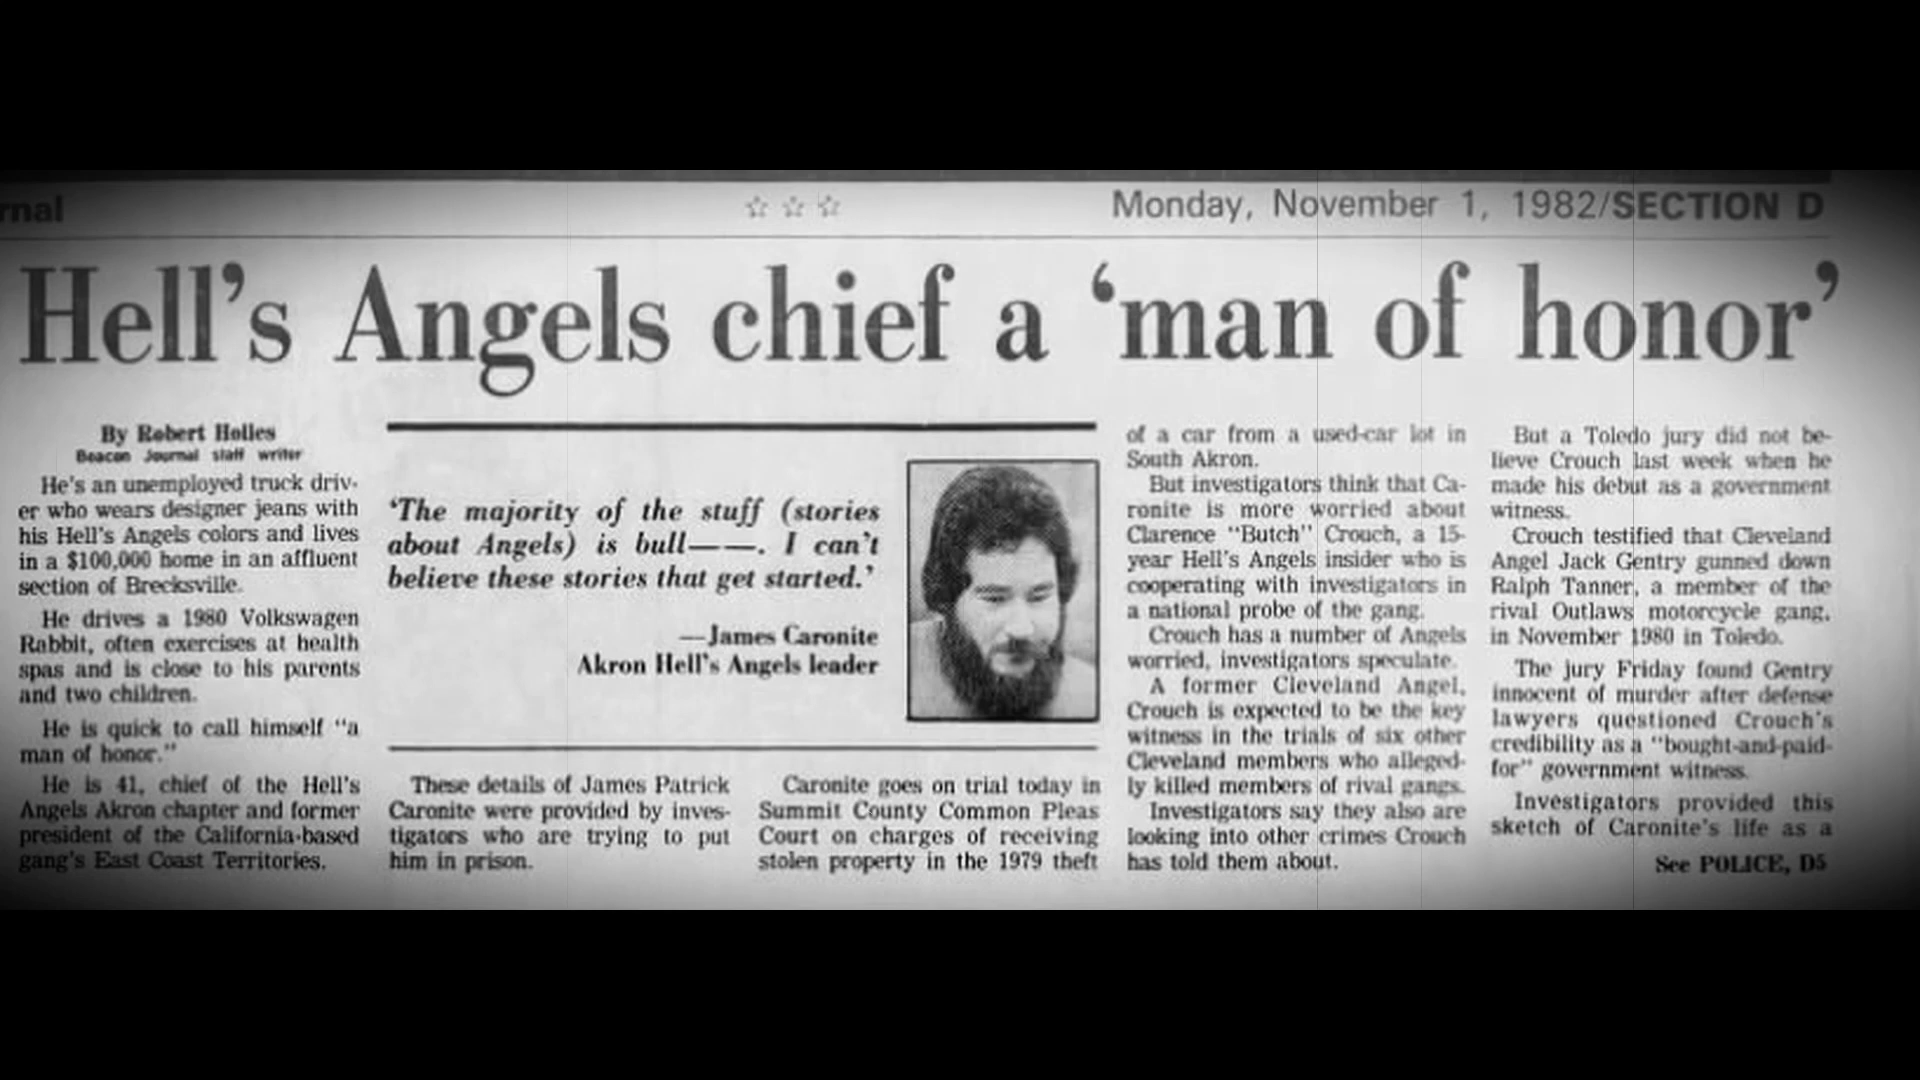 rnal
☆ ☆ ☆
Monday, November 1, 1982/SECTION D
Hell's Angels chief a 'man of honor'
By Robert Holles
Beacon Journal staff writer
He's an unemployed truck driv-
er who wears designer jeans with
his Hell's Angels colors and lives
in a $100,000 home in an affluent
section of Brecksville.
He drives a 1980 Volkswagen
Rabbit, often exercises at health
spas and is close to his parents
and two children.
He is quick to call himself "a
man of honor."
He is 41, chief of the Hell's
Angels Akron chapter and former
president of the California-based
gang's East Coast Territories.
'The majority of the stuff (stories
about Angels) is bull——. I can't
believe these stories that get started.'
—James Caronite
Akron Hell's Angels leader
These details of James Patrick
Caronite were provided by inves-
tigators who are trying to put
him in prison.
Caronite goes on trial today in
Summit County Common Pleas
Court on charges of receiving
stolen property in the 1979 theft
of a car from a used-car lot in
South Akron.
But investigators think that Ca-
ronite is more worried about
Clarence "Butch" Crouch, a 15-
year Hell's Angels insider who is
cooperating with investigators in
a national probe of the gang.
Crouch has a number of Angels
worried, investigators speculate.
A former Cleveland Angel,
Crouch is expected to be the key
witness in the trials of six other
Cleveland members who alleged-
ly killed members of rival gangs.
Investigators say they also are
looking into other crimes Crouch
has told them about.
But a Toledo jury did not be-
lieve Crouch last week when he
made his debut as a government
witness.
Crouch testified that Cleveland
Angel Jack Gentry gunned down
Ralph Tanner, a member of the
rival Outlaws motorcycle gang,
in November 1980 in Toledo.
The jury Friday found Gentry
innocent of murder after defense
lawyers questioned Crouch's
credibility as a "bought-and-paid-
for" government witness.
Investigators provided this
sketch of Caronite's life as a
See POLICE, D5